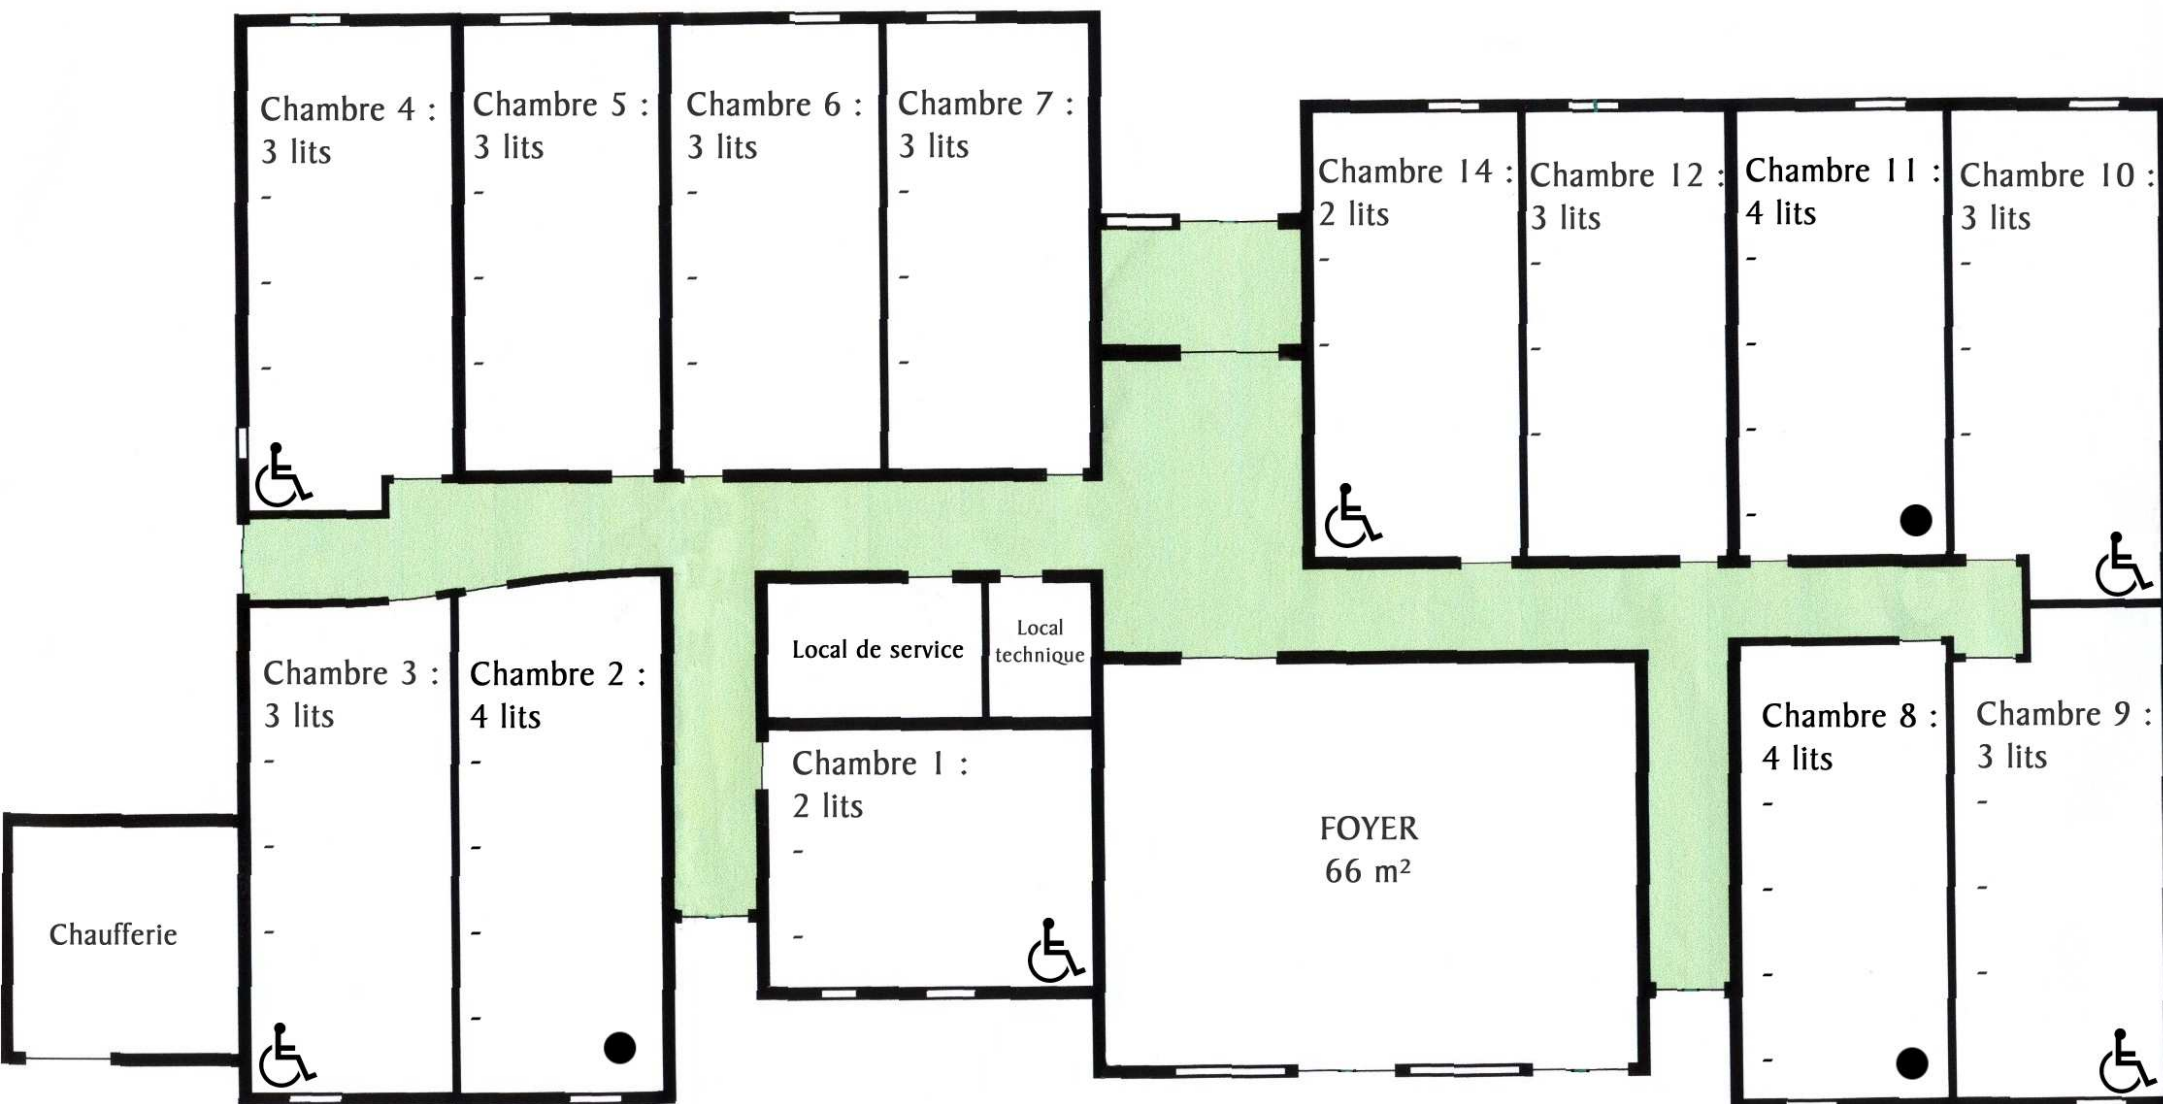 Chambre 4 :
3 lits
-
-
-
Chambre 5 :
3 lits
-
-
-
Chambre 6 :
3 lits
-
-
-
Chambre 7 :
3 lits
-
-
-
Chambre 14 :
2 lits
-
-
Chambre 12 :
3 lits
-
-
-
Chambre 11 :
4 lits
-
-
-
-
Chambre 10 :
3 lits
-
-
-
Chambre 3 :
3 lits
-
-
-
Chambre 2 :
4 lits
-
-
-
-
Local de service
Local
technique
Chambre 1 :
2 lits
-
-
FOYER
66 m²
Chambre 8 :
4 lits
-
-
-
-
Chambre 9 :
3 lits
-
-
-
Chaufferie